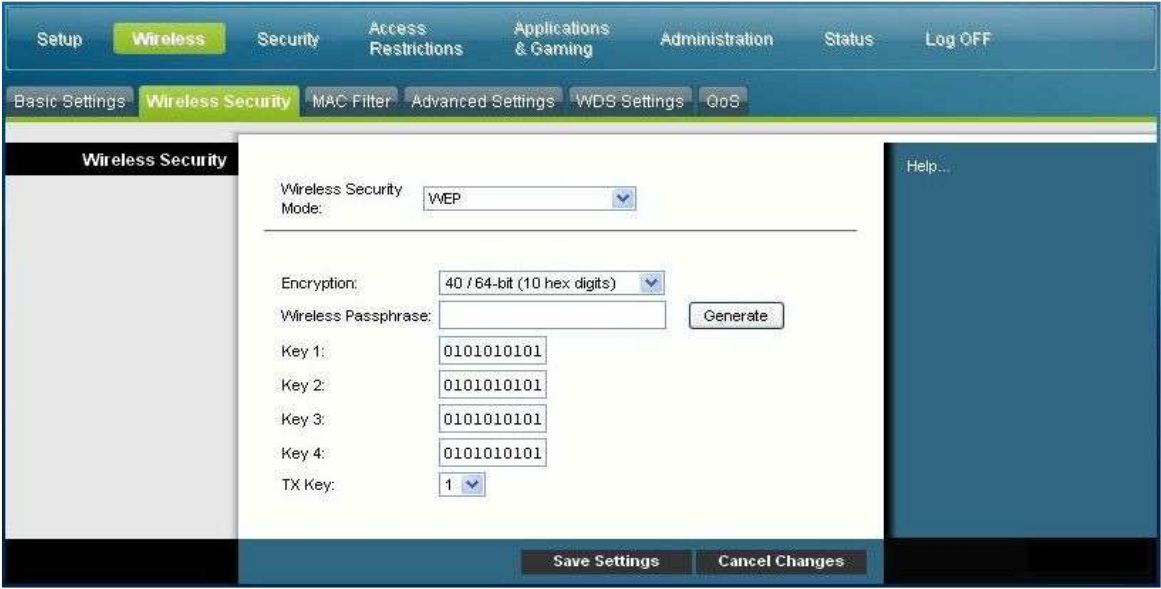 Setup Wireless Security Access Restrictions Applications & Gaming Administration Status Log OFF
Basic Settings Wireless Security MAC Filter Advanced Settings WDS Settings QoS
Wireless Security
Help...
Wireless Security Mode: WEP
Encryption: 40 / 64-bit (10 hex digits)
Wireless Passphrase: Generate
Key 1: 0101010101
Key 2: 0101010101
Key 3: 0101010101
Key 4: 0101010101
TX Key: 1
Save Settings Cancel Changes